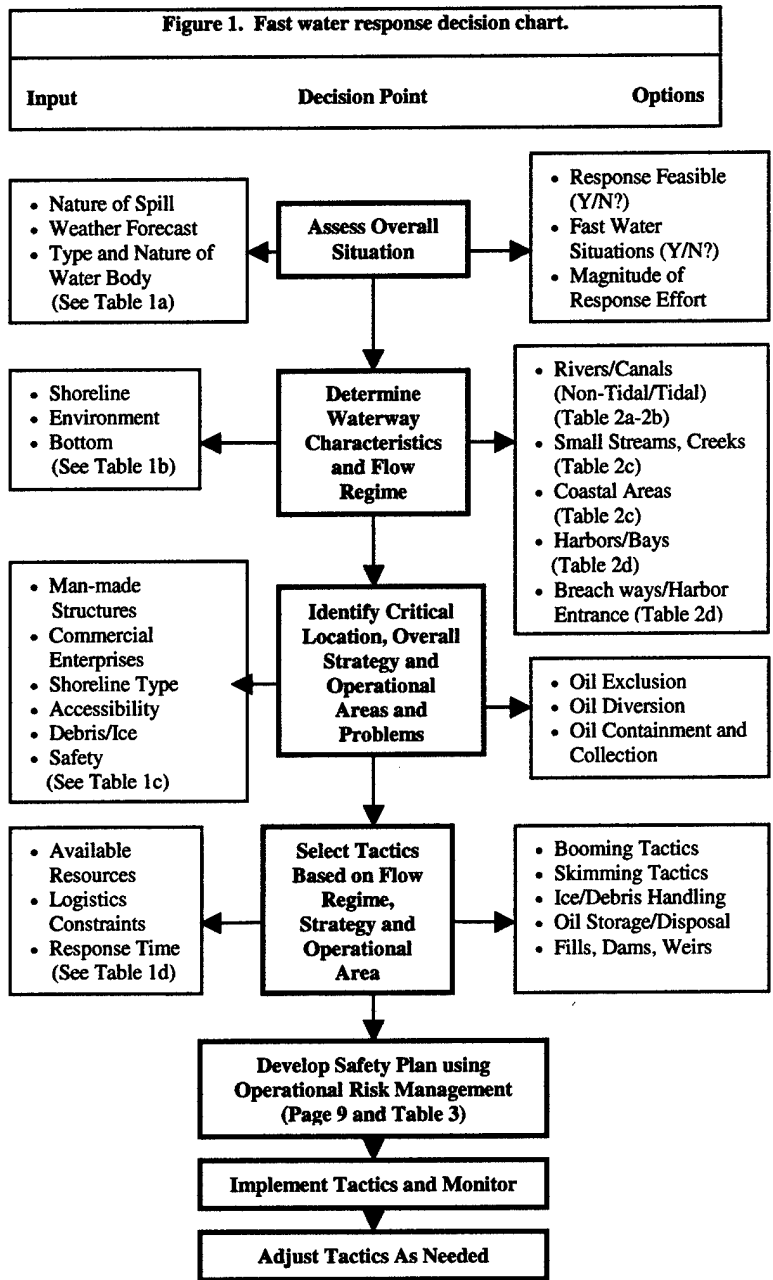 Figure 1. Fast water response decision chart.
Input Decision Point Options
• Nature of Spill
• Weather Forecast
• Type and Nature of
Water Body
(See Table 1a)
Assess Overall
Situation
• Response Feasible
(Y/N?)
• Fast Water
Situations (Y/N?)
• Magnitude of
Response Effort
• Shoreline
• Environment
• Bottom
(See Table 1b)
Determine
Waterway
Characteristics
and Flow
Regime
• Rivers/Canals
(Non-Tidal/Tidal)
(Table 2a-2b)
• Small Streams, Creeks
(Table 2c)
• Coastal Areas
(Table 2c)
• Harbors/Bays
(Table 2d)
• Breach ways/Harbor
Entrance (Table 2d)
• Man-made
Structures
• Commercial
Enterprises
• Shoreline Type
• Accessibility
• Debris/Ice
• Safety
(See Table 1c)
Identify Critical
Location, Overall
Strategy and
Operational
Areas and
Problems
• Oil Exclusion
• Oil Diversion
• Oil Containment and
Collection
• Available
Resources
• Logistics
Constraints
• Response Time
(See Table 1d)
Select Tactics
Based on Flow
Regime,
Strategy and
Operational
Area
• Booming Tactics
• Skimming Tactics
• Ice/Debris Handling
• Oil Storage/Disposal
• Fills, Dams, Weirs
Develop Safety Plan using
Operational Risk Management
(Page 9 and Table 3)
Implement Tactics and Monitor
Adjust Tactics As Needed